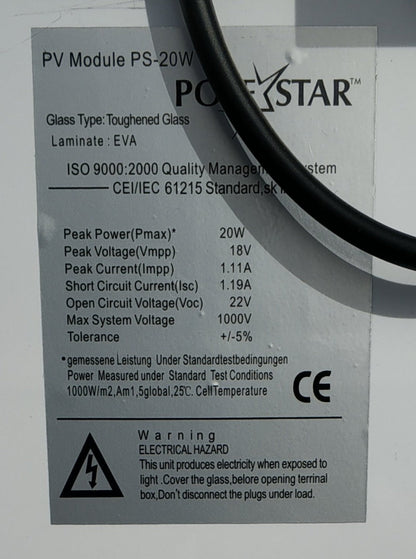 PV Module PS-20W
STAR™
Glass Type: Toughened Glass
Laminate : EVA
ISO 9000:2000 Quality System
CEI/IEC 61215 Standard,
Peak Power(Pmax)* 20W
Peak Voltage(Vmpp) 18V
Peak Current(Impp) 1.11A
Short Circuit Current(Isc) 1.19A
Open Circuit Voltage(Voc) 22V
Max System Voltage 1000V
Tolerance +/-5%
*gemessene Leistung Under Standardtestbedingungen
Power Measured under Standard Test Conditions
1000W/m2,Am1,5global,25℃. CellTemperature
CE
Warning
ELECTRICAL HAZARD
This unit produces electricity when exposed to
light .Cover the glass,belore opening terrinal
box,Don't disconnect the plugs under load.